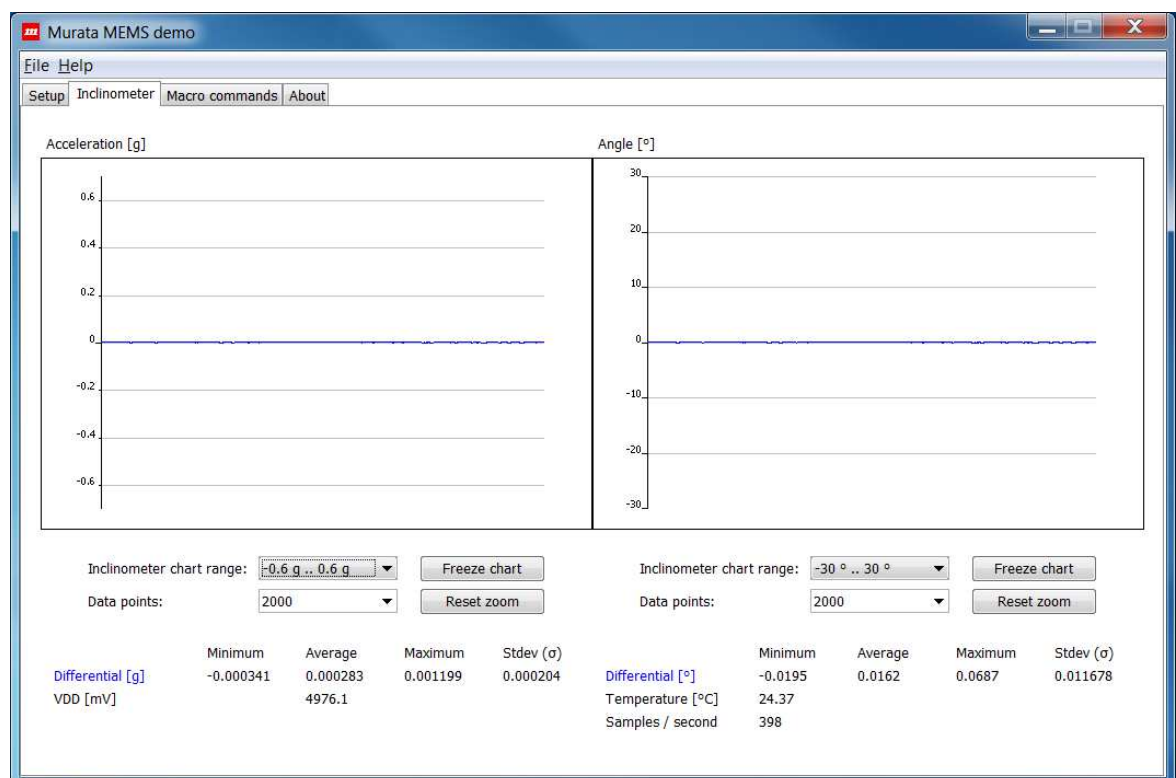 m Murata MEMS demo
File Help
Setup Inclinometer Macro commands About
Acceleration [g]
0.6
0.4
0.2
0
-0.2
-0.4
-0.6
Angle [º]
30
20
10
0
-10
-20
-30
Inclinometer chart range: -0.6 g .. 0.6 g Freeze chart
Data points: 2000 Reset zoom
Inclinometer chart range: -30 º .. 30 º Freeze chart
Data points: 2000 Reset zoom
Minimum Average Maximum Stdev (σ)
Differential [g] -0.000341 0.000283 0.001199 0.000204
VDD [mV] 4976.1
Minimum Average Maximum Stdev (σ)
Differential [º] -0.0195 0.0162 0.0687 0.011678
Temperature [ºC] 24.37
Samples / second 398